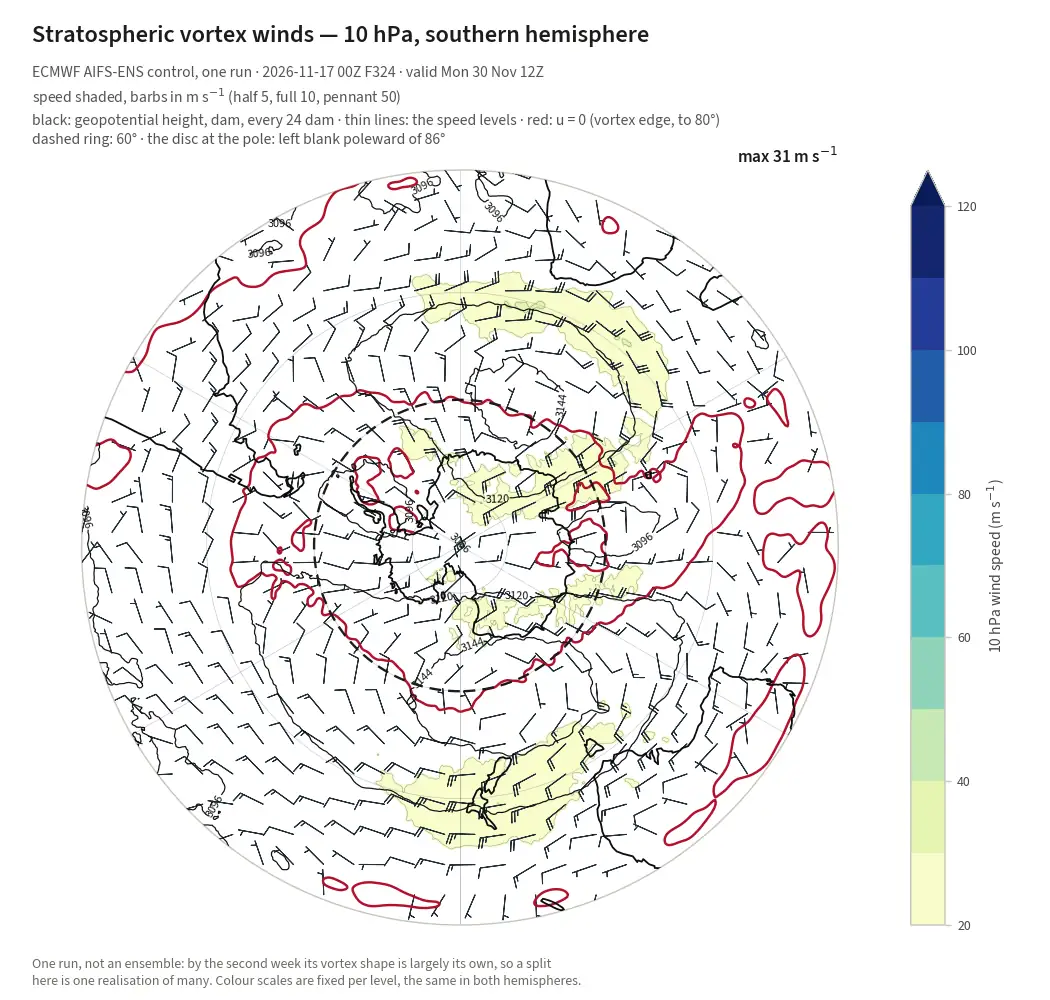 Stratospheric vortex winds — 10 hPa, southern hemisphere
ECMWF AIFS-ENS control, one run · 2026-11-17 00Z F324 · valid Mon 30 Nov 12Z
speed shaded, barbs in m s⁻¹ (half 5, full 10, pennant 50)
black: geopotential height, dam, every 24 dam · thin lines: the speed levels · red: u = 0 (vortex edge, to 80°)
dashed ring: 60° · the disc at the pole: left blank poleward of 86°
max 31 m s⁻¹
3096
3096
3096
3096
3144
3120
3096
3096
3096
3096
3120
3120
3144
3144
3096
120
100
80
60
40
20
10 hPa wind speed (m s⁻¹)
One run, not an ensemble: by the second week its vortex shape is largely its own, so a split
here is one realisation of many. Colour scales are fixed per level, the same in both hemispheres.